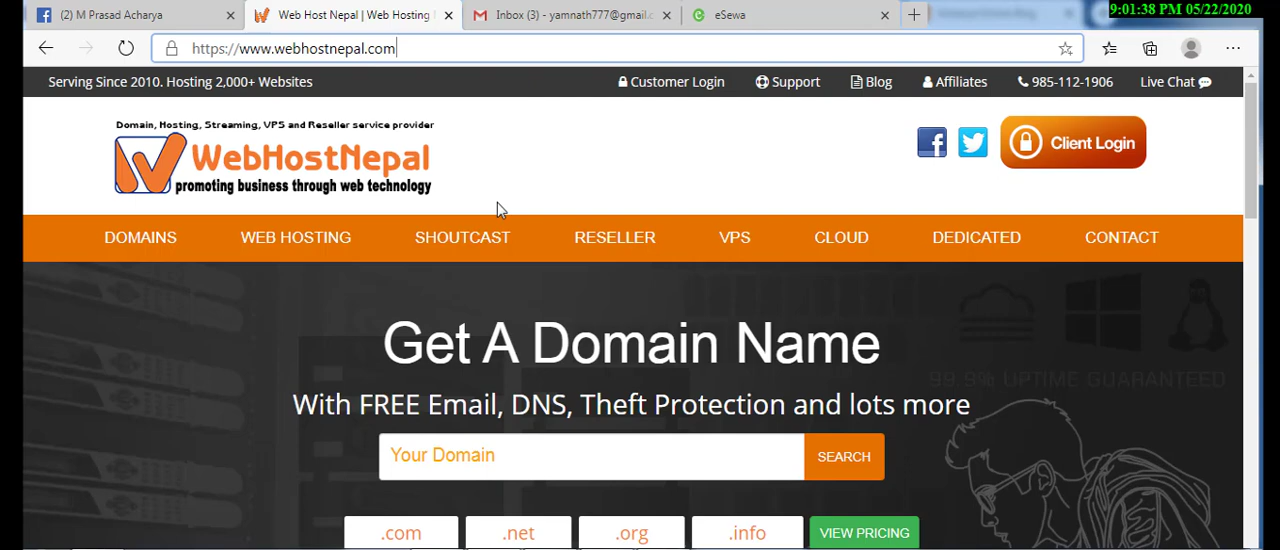 (2) M Prasad Acharya
Web Host Nepal | Web Hosting
Inbox (3) - yamnath777@gmail.c
eSewa
9:01:38 PM 05/22/2020
https://www.webhostnepal.com
Serving Since 2010. Hosting 2,000+ Websites
Customer Login
Support
Blog
Affiliates
985-112-1906
Live Chat
Domain, Hosting, Streaming, VPS and Reseller service provider
WebHostNepal
promoting business through web technology
Client Login
DOMAINS
WEB HOSTING
SHOUTCAST
RESELLER
VPS
CLOUD
DEDICATED
CONTACT
Get A Domain Name
99.9% UPTIME GUARANTEED
With FREE Email, DNS, Theft Protection and lots more
Your Domain
SEARCH
.com
.net
.org
.info
VIEW PRICING